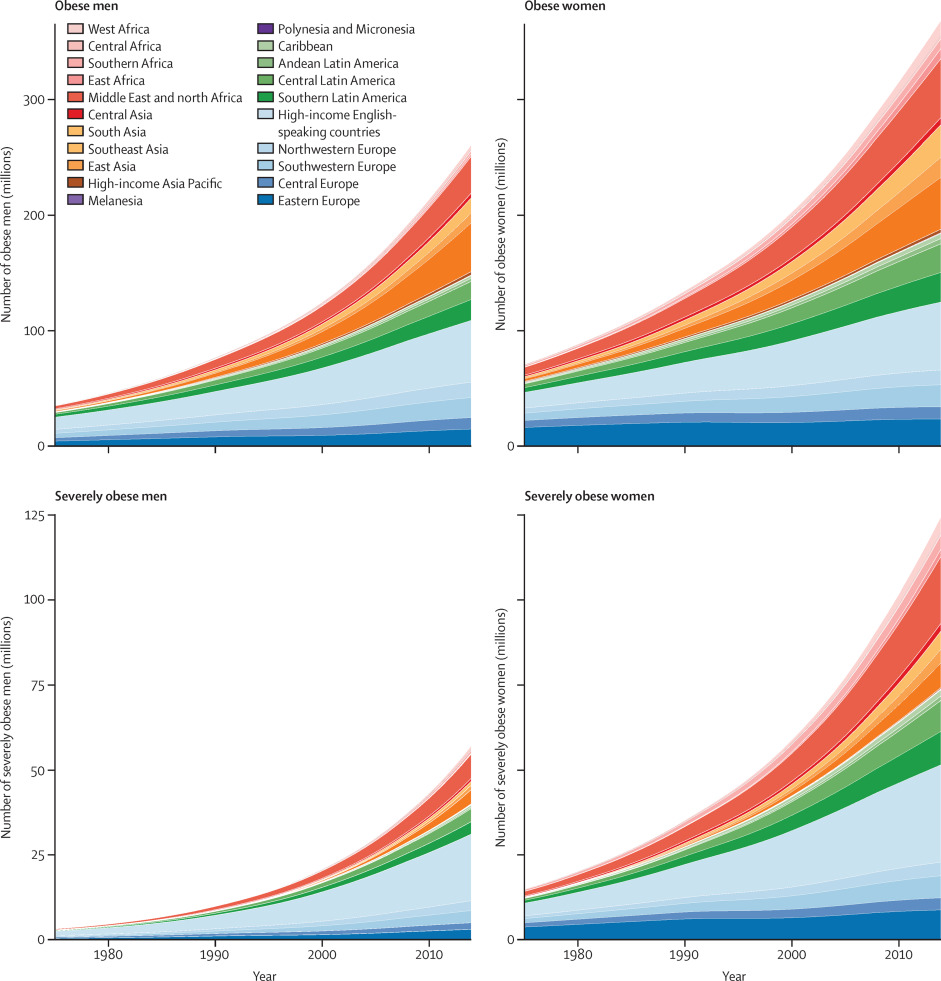 Obese men
Obese women
West Africa
Central Africa
Southern Africa
East Africa
Middle East and north Africa
Central Asia
South Asia
Southeast Asia
East Asia
High-income Asia Pacific
Melanesia
Polynesia and Micronesia
Caribbean
Andean Latin America
Central Latin America
Southern Latin America
High-income English-
speaking countries
Northwestern Europe
Southwestern Europe
Central Europe
Eastern Europe
Number of obese men (millions)
300
200
100
0
Number of obese women (millions)
0
Severely obese men
Severely obese women
Number of severely obese men (millions)
125
100
75
50
25
0
1980 1990 2000 2010
Year
Number of severely obese women (millions)
0
1980 1990 2000 2010
Year